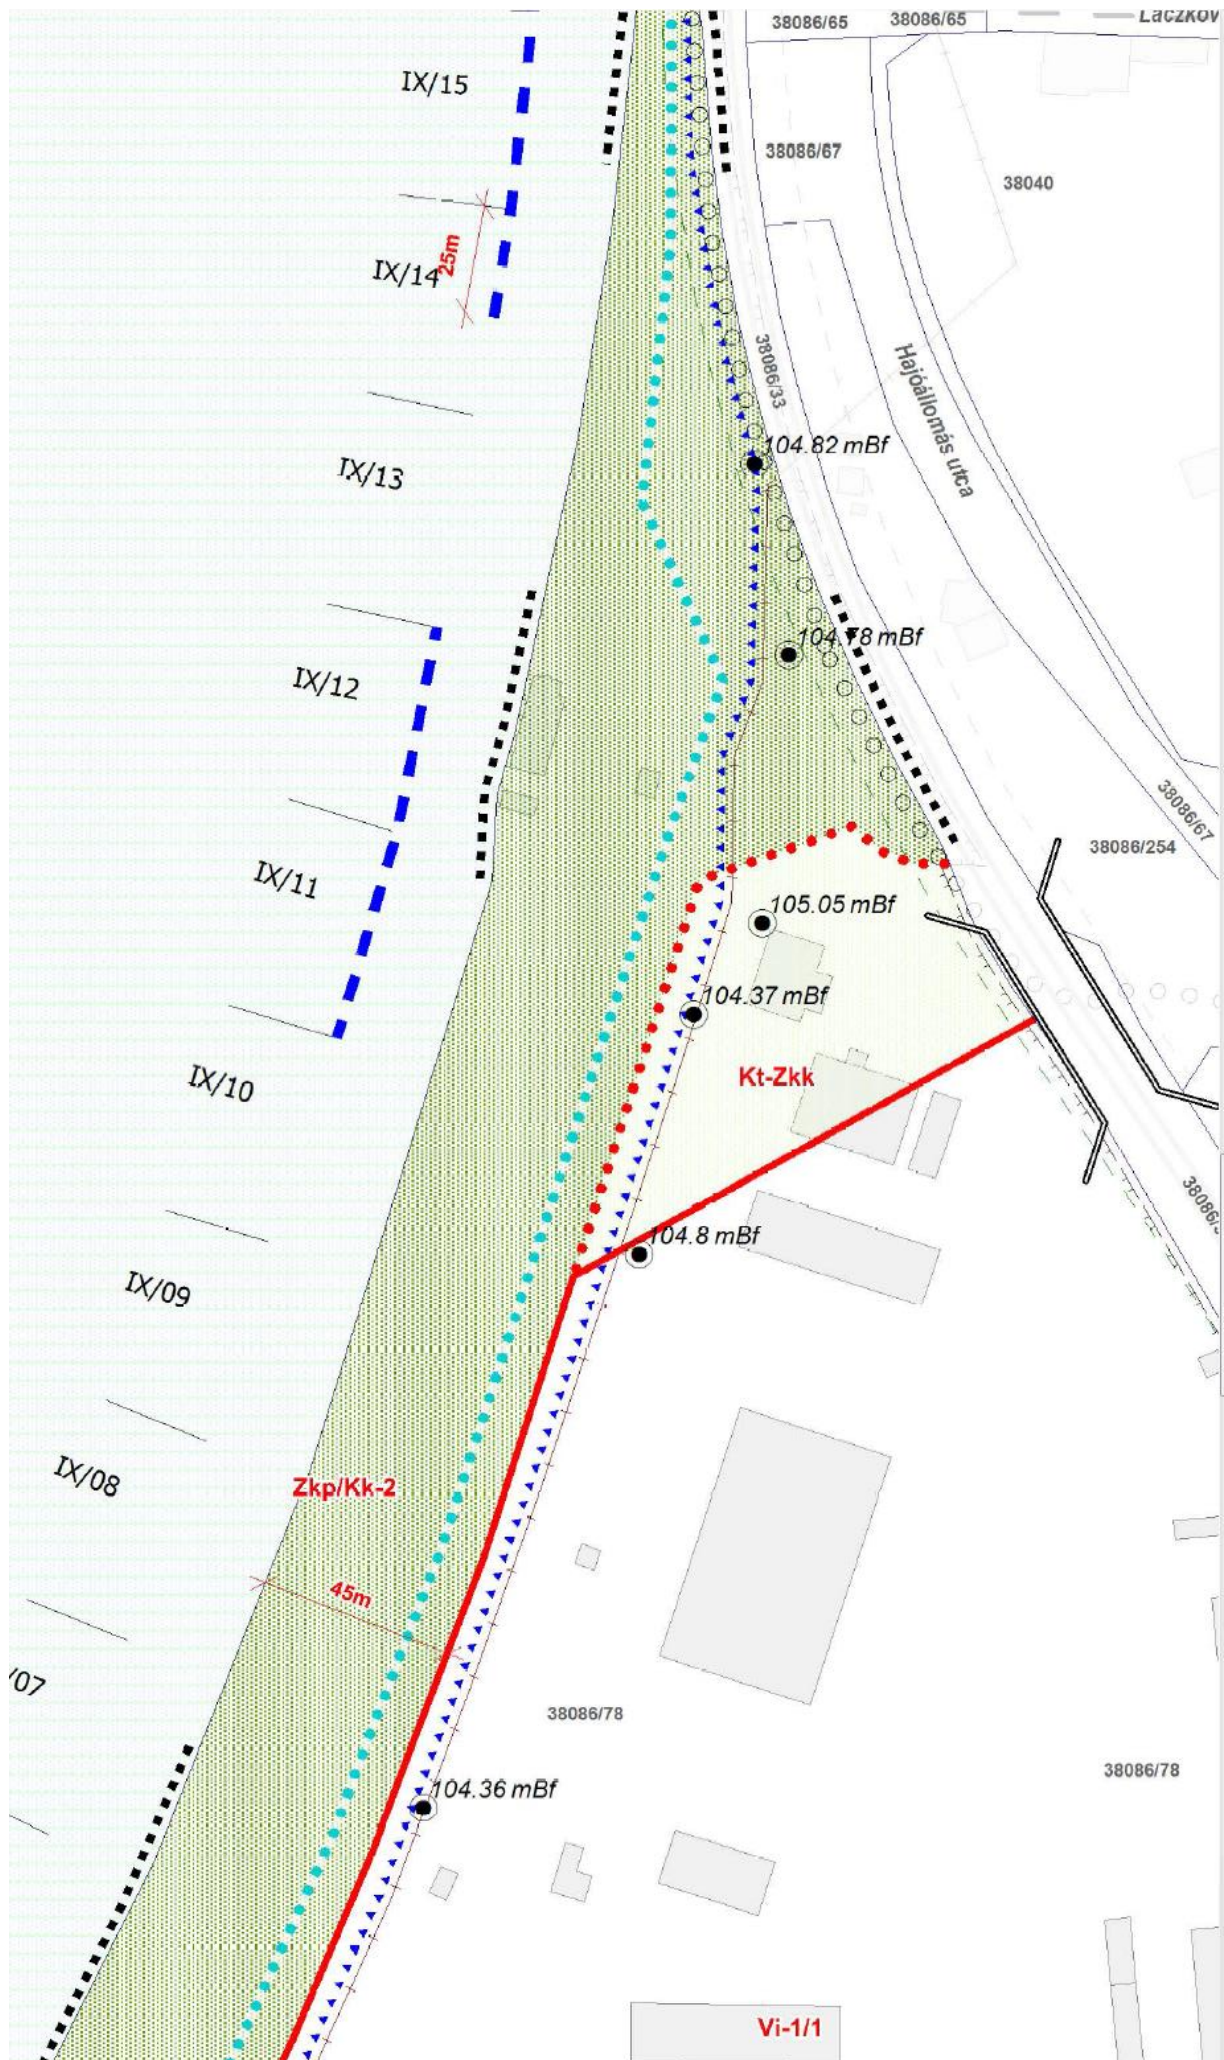 38086/65
38086/65
IX/15
38086/67
38040
25m
IX/14
38086/33
Hajóállomás utca
104.82 mBf
IX/13
104.78 mBf
IX/12
38086/67
38086/254
IX/11
105.05 mBf
104.37 mBf
IX/10
Kt-Zkk
104.8 mBf
IX/09
IX/08
Zkp/Kk-2
45m
/07
38086/78
38086/78
104.36 mBf
Vi-1/1